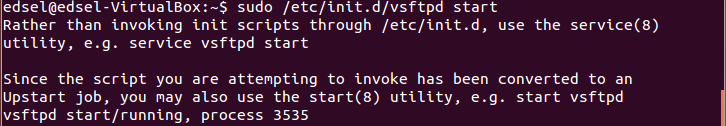 edsel@edsel-VirtualBox:~$ sudo /etc/init.d/vsftpd start
Rather than invoking init scripts through /etc/init.d, use the service(8)
utility, e.g. service vsftpd start

Since the script you are attempting to invoke has been converted to an
Upstart job, you may also use the start(8) utility, e.g. start vsftpd
vsftpd start/running, process 3535